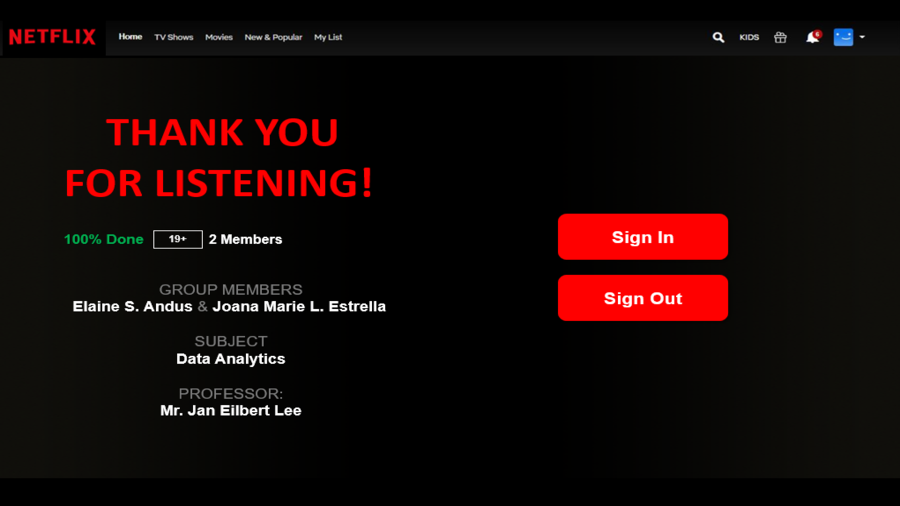 NETFLIX Home TV Shows Movies New & Popular My List KIDS 6
THANK YOU
FOR LISTENING!
100% Done 19+ 2 Members
GROUP MEMBERS
Elaine S. Andus & Joana Marie L. Estrella
SUBJECT
Data Analytics
PROFESSOR:
Mr. Jan Eilbert Lee
Sign In
Sign Out